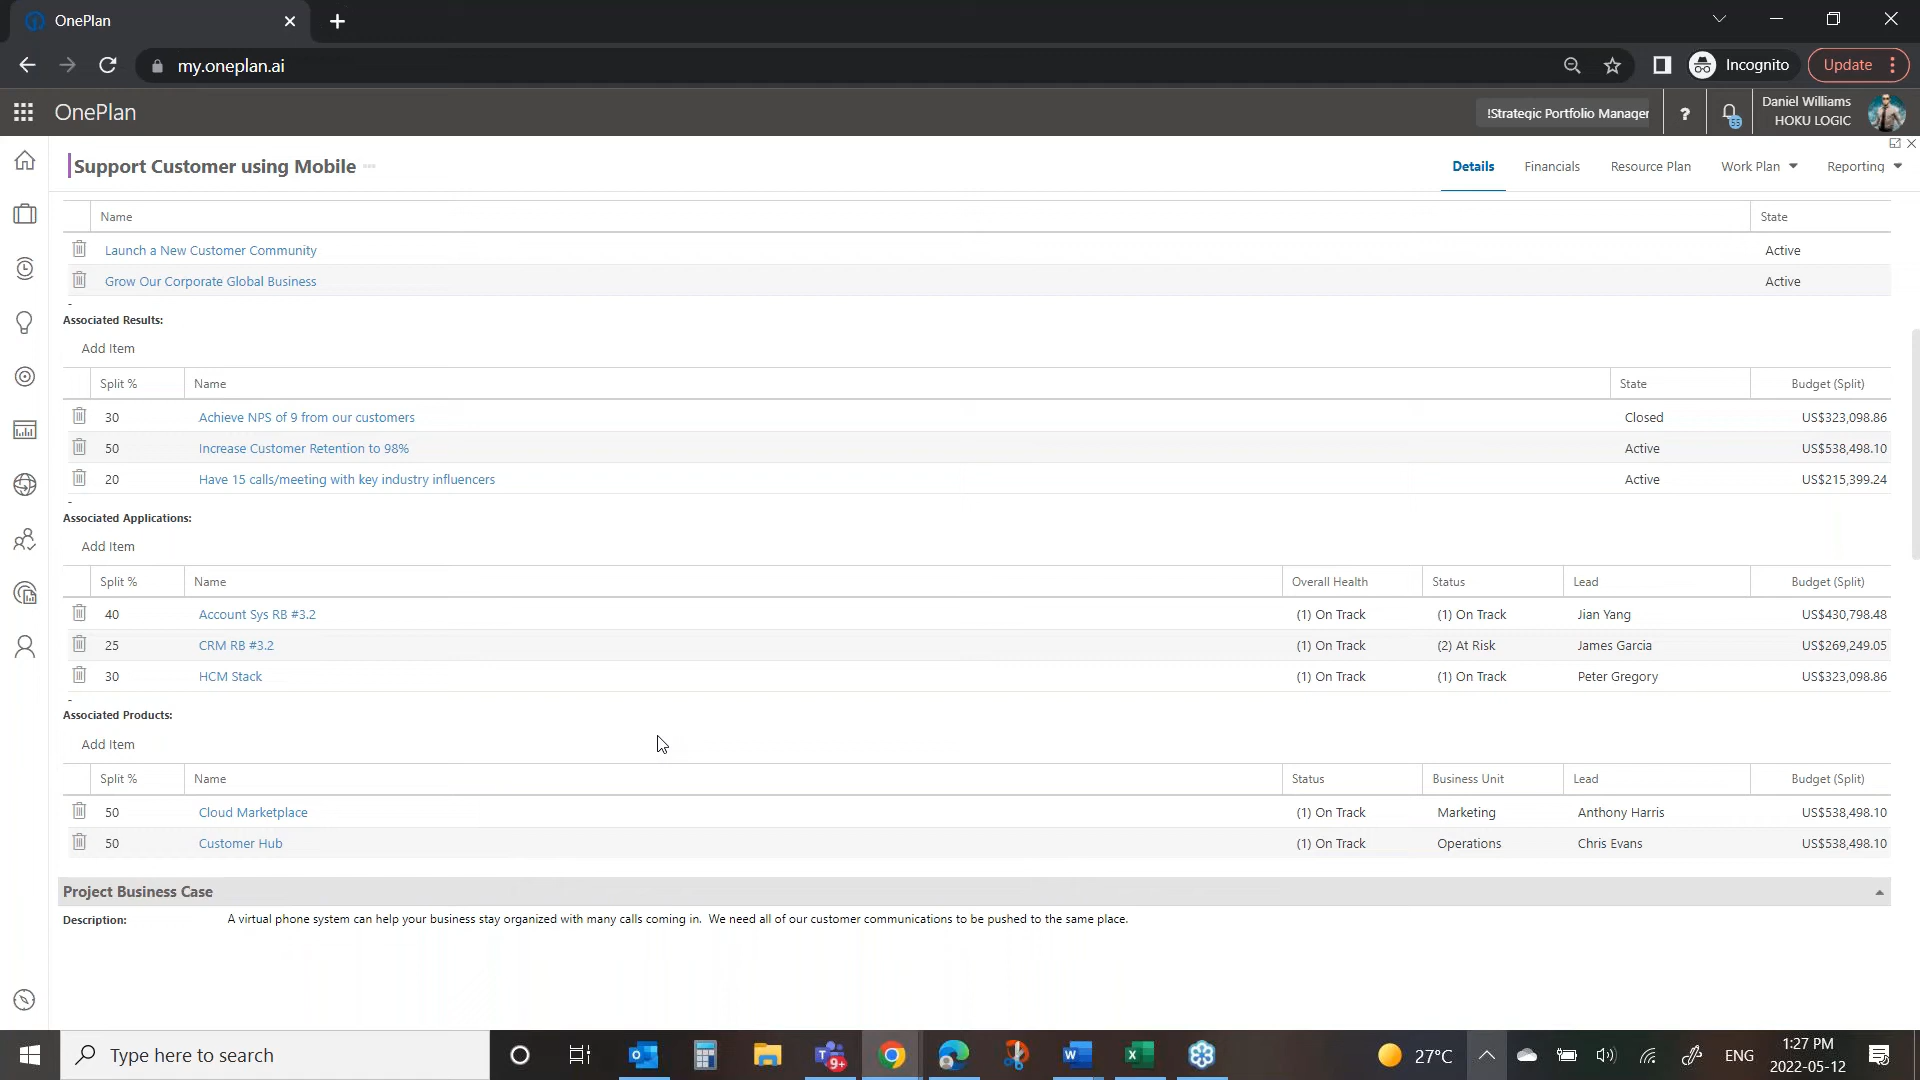 OnePlan
my.oneplan.ai
Incognito
Update
OnePlan
!Strategic Portfolio Manager
?
55
Daniel Williams
HOKU LOGIC
Support Customer using Mobile
Details
Financials
Resource Plan
Work Plan
Reporting
Name State
Launch a New Customer Community Active
Grow Our Corporate Global Business Active
-
Associated Results:
Add Item
Split % Name State Budget (Split)
30 Achieve NPS of 9 from our customers Closed US$323,098.86
50 Increase Customer Retention to 98% Active US$538,498.10
20 Have 15 calls/meeting with key industry influencers Active US$215,399.24
-
Associated Applications:
Add Item
Split % Name Overall Health Status Lead Budget (Split)
40 Account Sys RB #3.2 (1) On Track (1) On Track Jian Yang US$430,798.48
25 CRM RB #3.2 (1) On Track (2) At Risk James Garcia US$269,249.05
30 HCM Stack (1) On Track (1) On Track Peter Gregory US$323,098.86
-
Associated Products:
Add Item
Split % Name Status Business Unit Lead Budget (Split)
50 Cloud Marketplace (1) On Track Marketing Anthony Harris US$538,498.10
50 Customer Hub (1) On Track Operations Chris Evans US$538,498.10
Project Business Case
Description: A virtual phone system can help your business stay organized with many calls coming in. We need all of our customer communications to be pushed to the same place.
Type here to search
9+
27°C
ENG
1:27 PM
2022-05-12